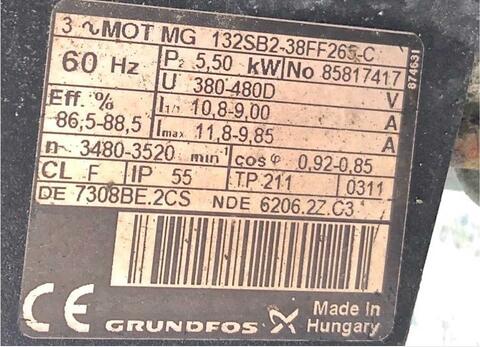 3 ~ MOT MG 132SB2-38FF265-C
60 Hz
P2 5,50 kW No 85817417
U 380-480D V
Eff. %
86,5-88,5
I1/1 10,8-9,00 A
Imax 11,8-9,85 A
n 3480-3520 min-1 cos φ 0,92-0,85
CL F IP 55 TP 211 0311
DE 7308BE.2CS NDE 6206.2Z.C3
874631
CE GRUNDFOS Made in
Hungary